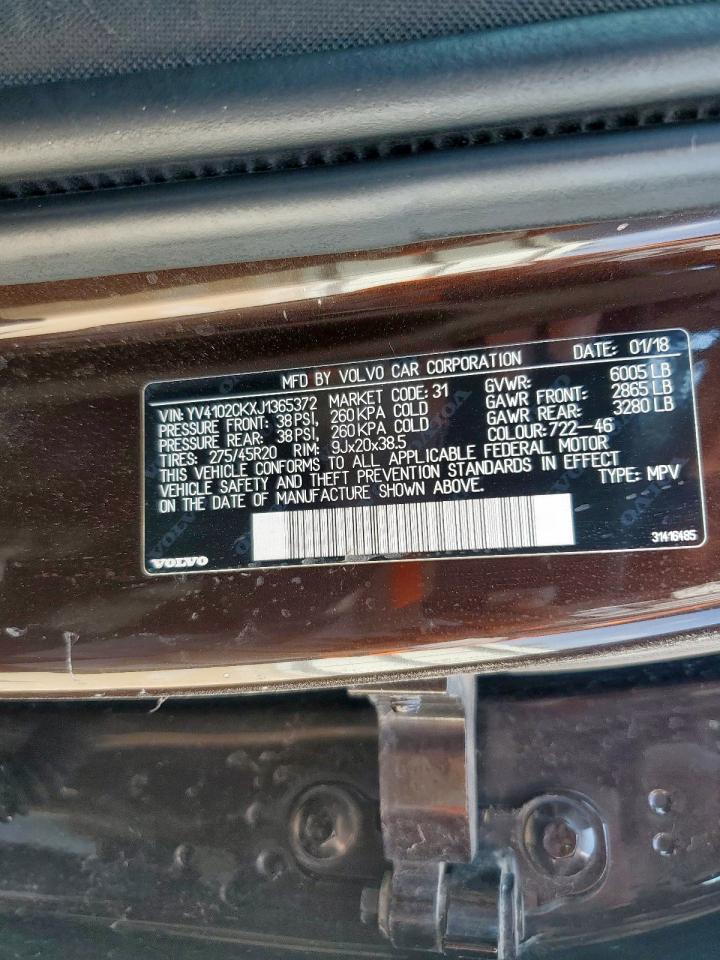 MFD BY VOLVO CAR CORPORATION DATE: 01/18
VIN: YV4102CKXJ1365372 MARKET CODE: 31 GVWR: 6005 LB
PRESSURE FRONT: 38 PSI, 260 KPA COLD GAWR FRONT: 2865 LB
PRESSURE REAR: 38 PSI, 260 KPA COLD GAWR REAR: 3280 LB
TIRES: 275/45R20 RIM: 9Jx20x38.5 COLOUR: 722-46
THIS VEHICLE CONFORMS TO ALL APPLICABLE FEDERAL MOTOR
VEHICLE SAFETY AND THEFT PREVENTION STANDARDS IN EFFECT
ON THE DATE OF MANUFACTURE SHOWN ABOVE. TYPE: MPV
VOLVO 31416485